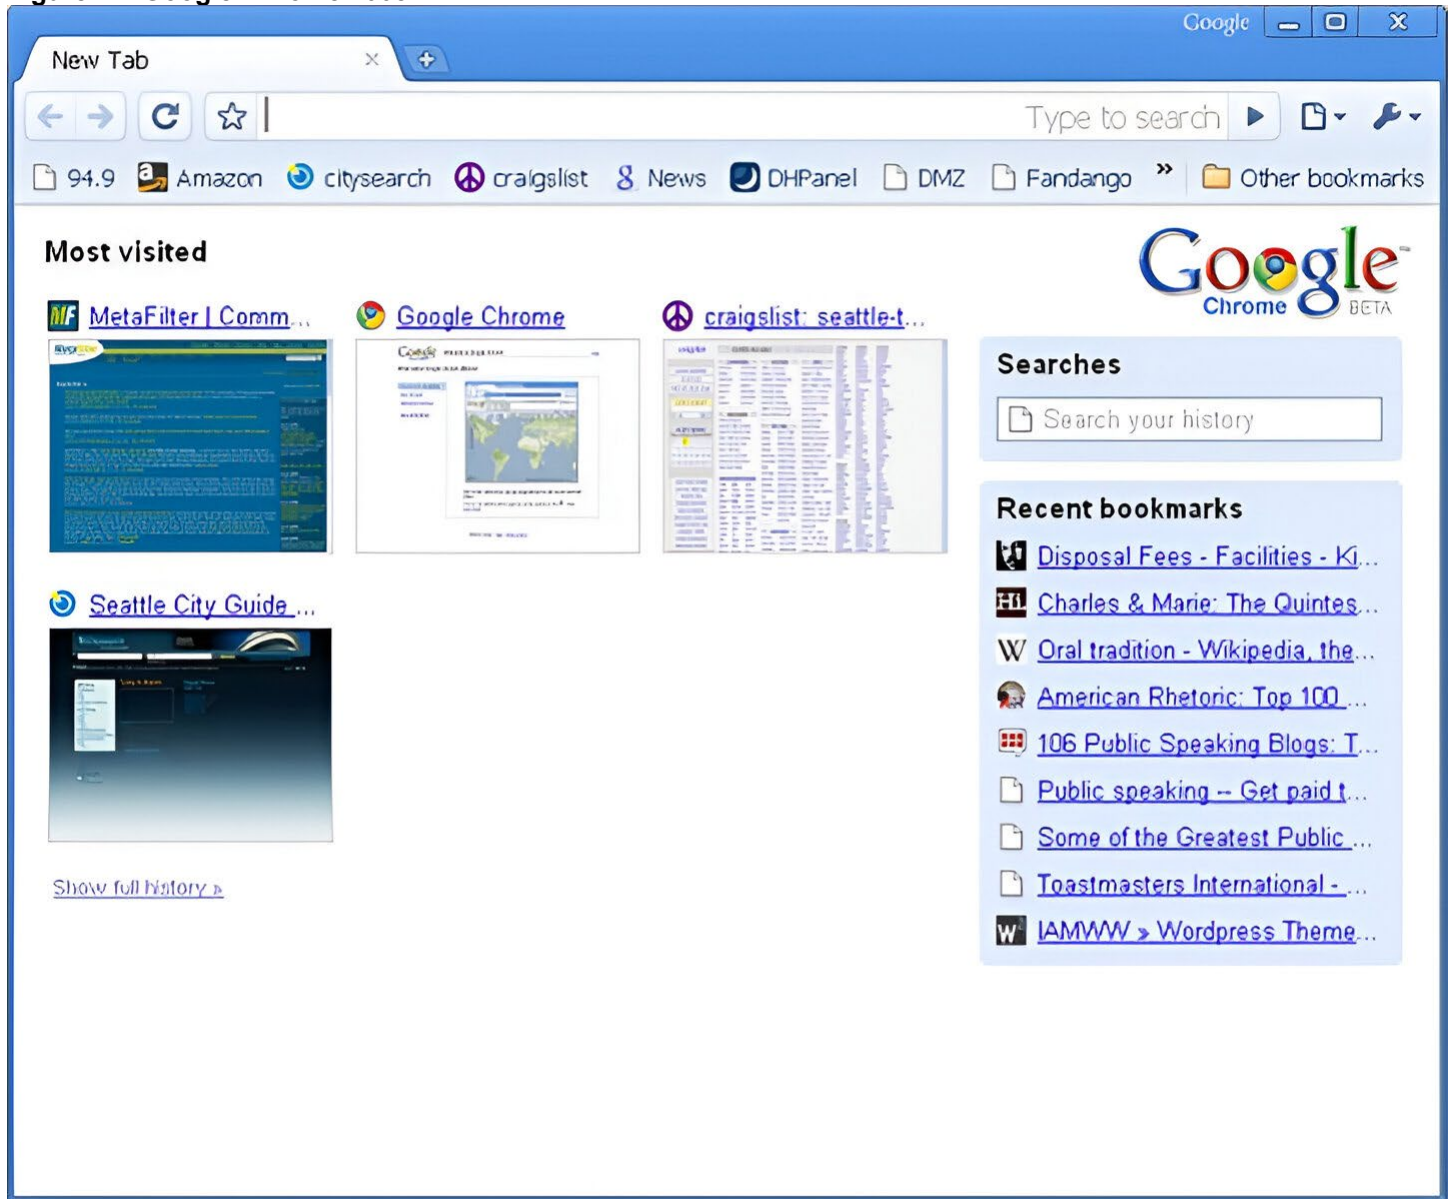 Google
New Tab
Type to search
94.9 Amazon citysearch craigslist News DHPanel DMZ Fandango » Other bookmarks
Most visited
Google Chrome BETA
MetaFilter | Comm... Google Chrome craigslist: seattle-t...
Searches
Search your history
Recent bookmarks
Disposal Fees - Facilities - Ki...
Charles & Marie: The Quintes...
Oral tradition - Wikipedia, the...
American Rhetoric: Top 100 ...
106 Public Speaking Blogs: T...
Public speaking -- Get paid t...
Some of the Greatest Public ...
Toastmasters International - ...
IAMWW » Wordpress Theme...
Seattle City Guide ...
Show full history »